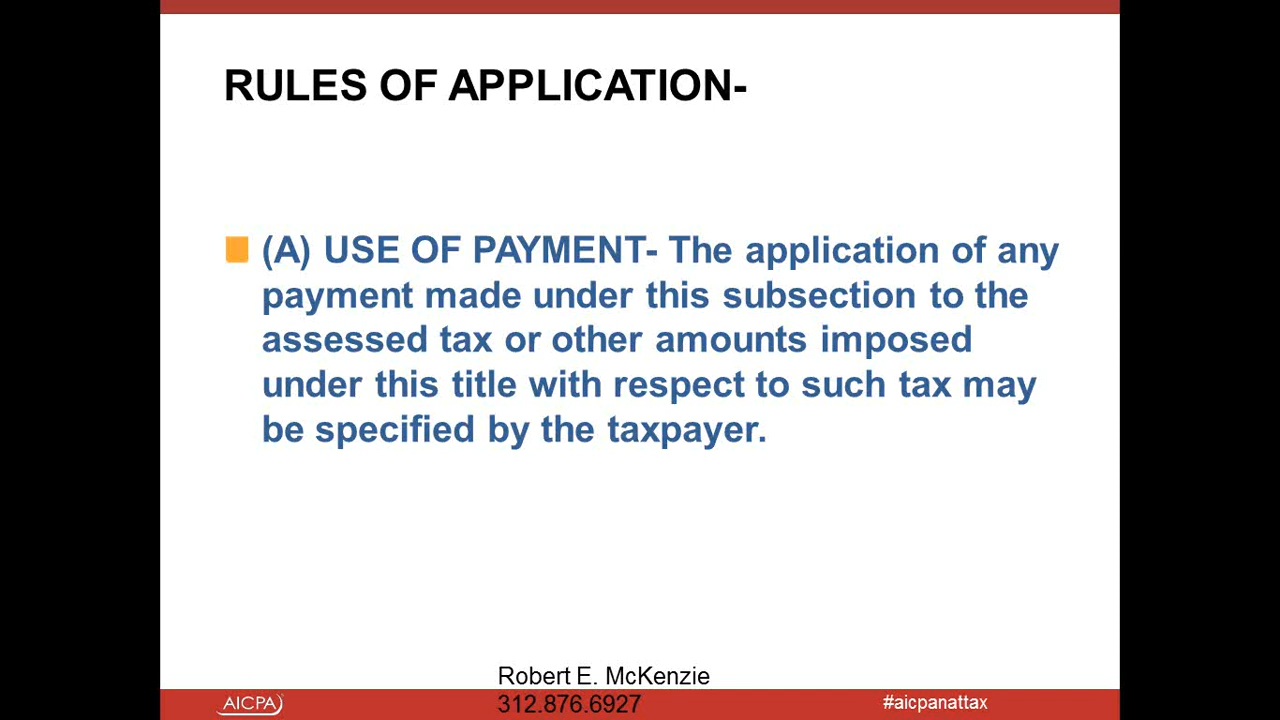 RULES OF APPLICATION-
(A) USE OF PAYMENT- The application of any
payment made under this subsection to the
assessed tax or other amounts imposed
under this title with respect to such tax may
be specified by the taxpayer.
Robert E. McKenzie
312.876.6927
AICPA
#aicpanattax